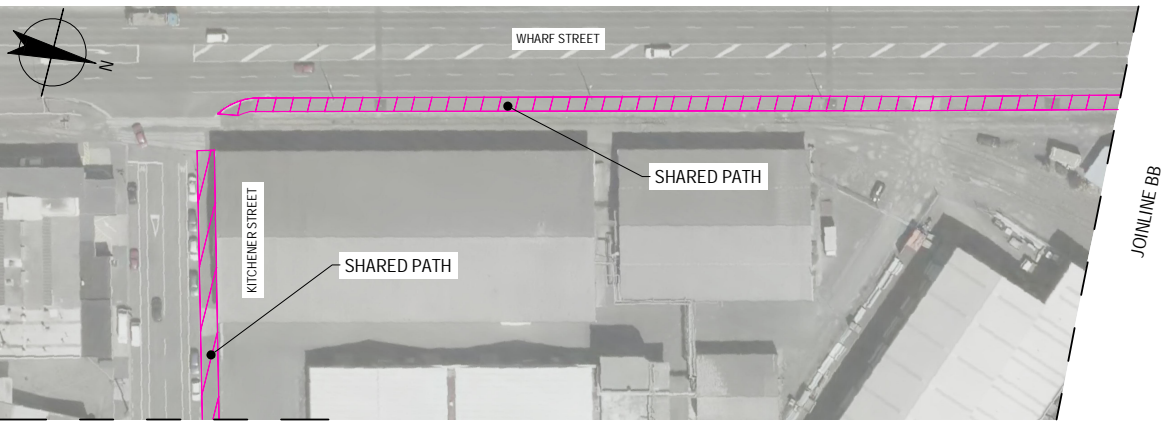 WHARF STREET
N
SHARED PATH
KITCHENER STREET
SHARED PATH
JOINLINE BB